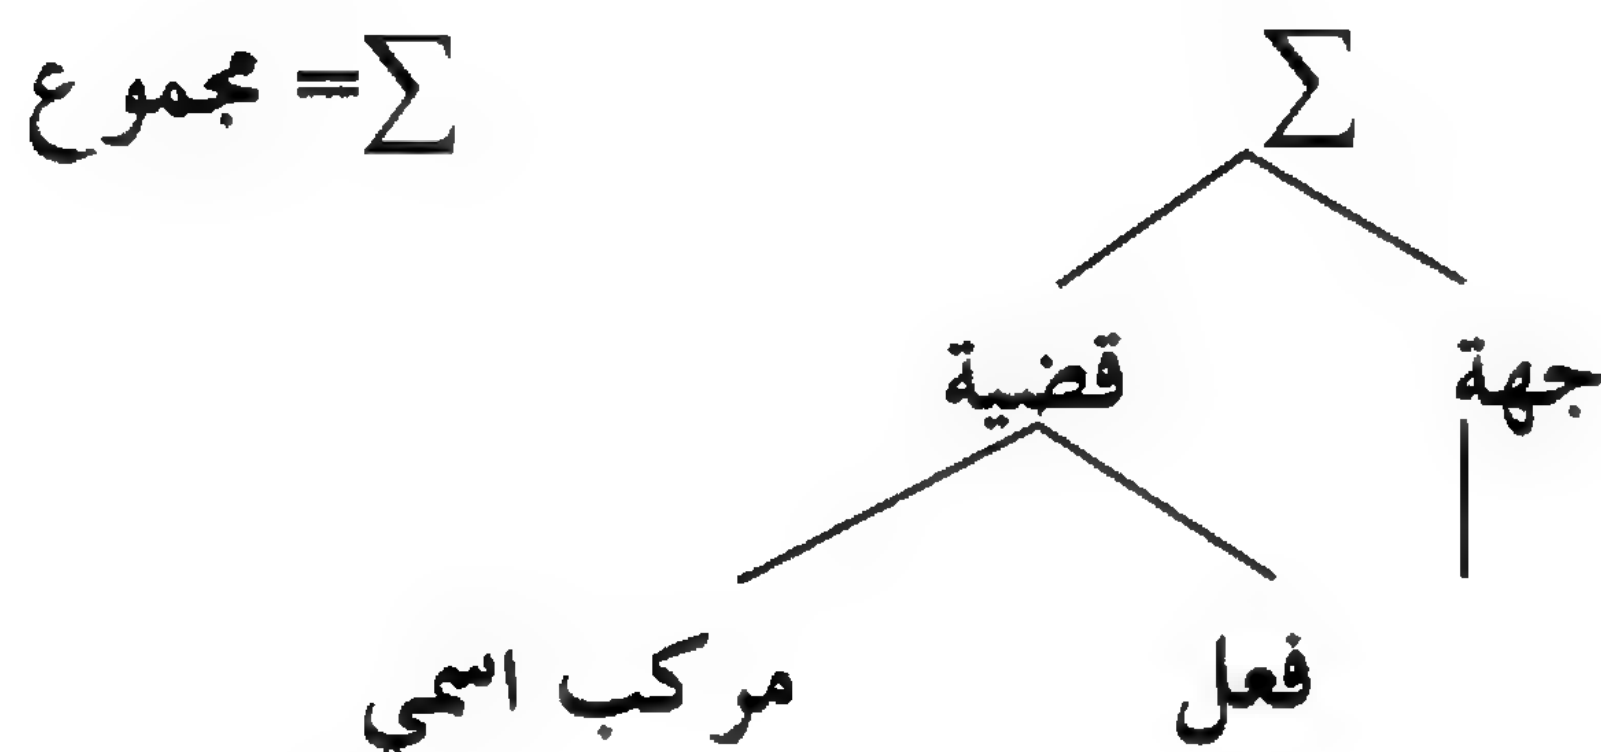 ∑
∑= مجموع
جهة
قضية
فعل
مركب اسمي